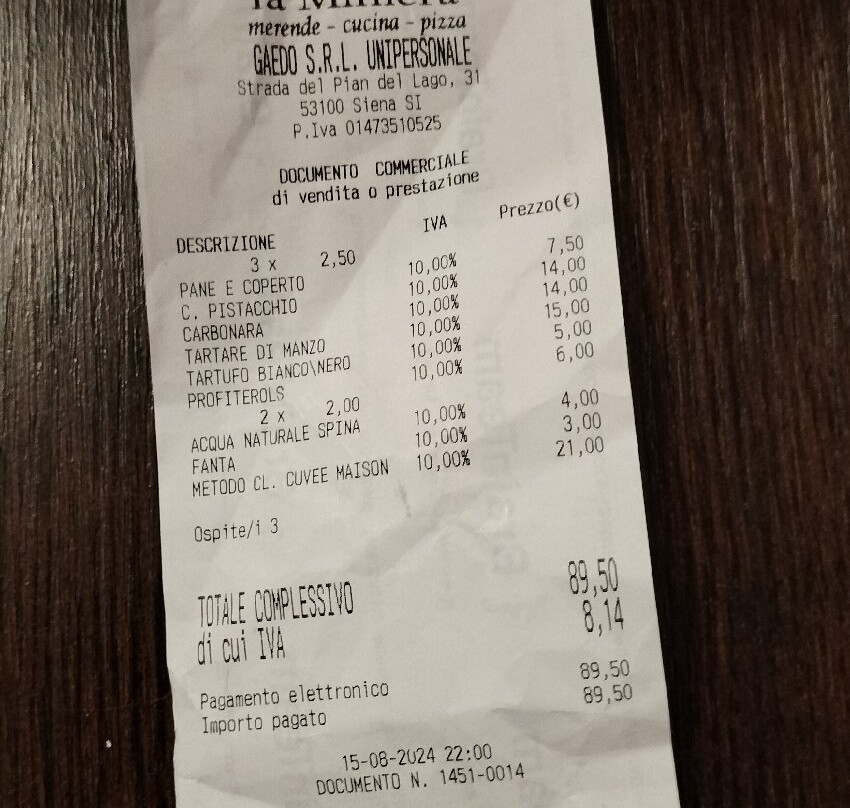 merende - cucina - pizza
GAEDO S.R.L. UNIPERSONALE
Strada del Pian del Lago, 31
53100 Siena SI
P.Iva 01473510525
DOCUMENTO COMMERCIALE
di vendita o prestazione
DESCRIZIONE IVA Prezzo(€)
3 x 2,50
PANE E COPERTO 10,00% 7,50
C. PISTACCHIO 10,00% 14,00
CARBONARA 10,00% 14,00
TARTARE DI MANZO 10,00% 15,00
TARTUFO BIANCO\NERO 10,00% 5,00
PROFITEROLS 10,00% 6,00
2 x 2,00
ACQUA NATURALE SPINA 10,00% 4,00
FANTA 10,00% 3,00
METODO CL. CUVEE MAISON 10,00% 21,00
Ospite/i 3
TOTALE COMPLESSIVO 89,50
di cui IVA 8,14
Pagamento elettronico 89,50
Importo pagato 89,50
15-08-2024 22:00
DOCUMENTO N. 1451-0014